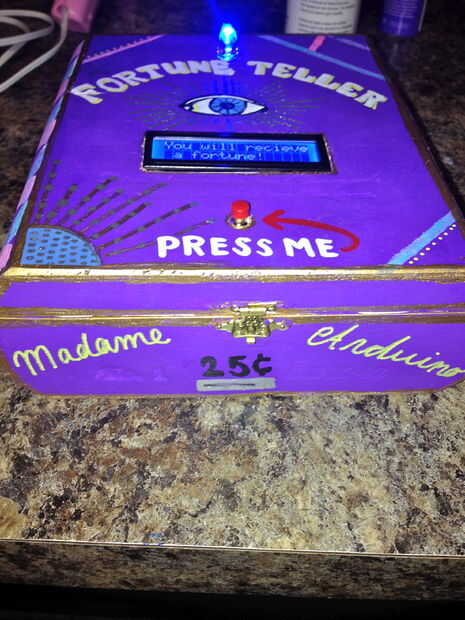 FORTUNE TELLER
You will recieve
a fortune!
PRESS ME
Madame Arduino
25¢